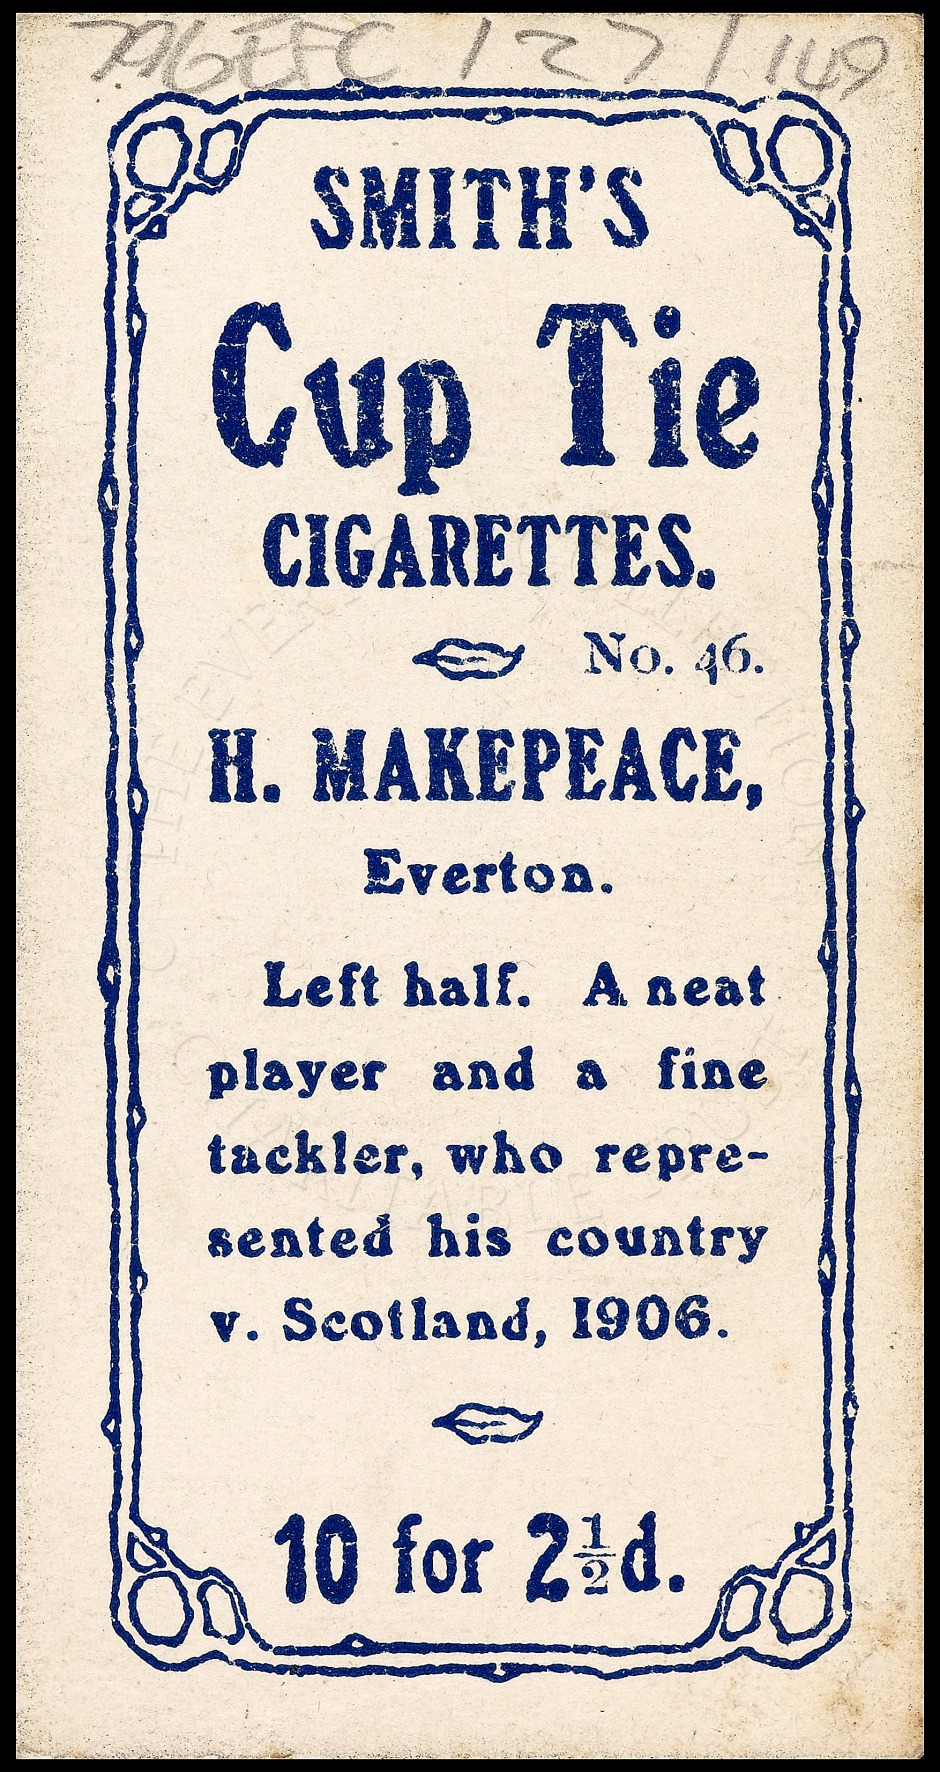 SMITH'S
Cup Tie
CIGARETTES.
No. 46.
H. MAKEPEACE,
Everton.
Left half. A neat
player and a fine
tackler, who repre-
sented his country
v. Scotland, 1906.
10 for 2½d.